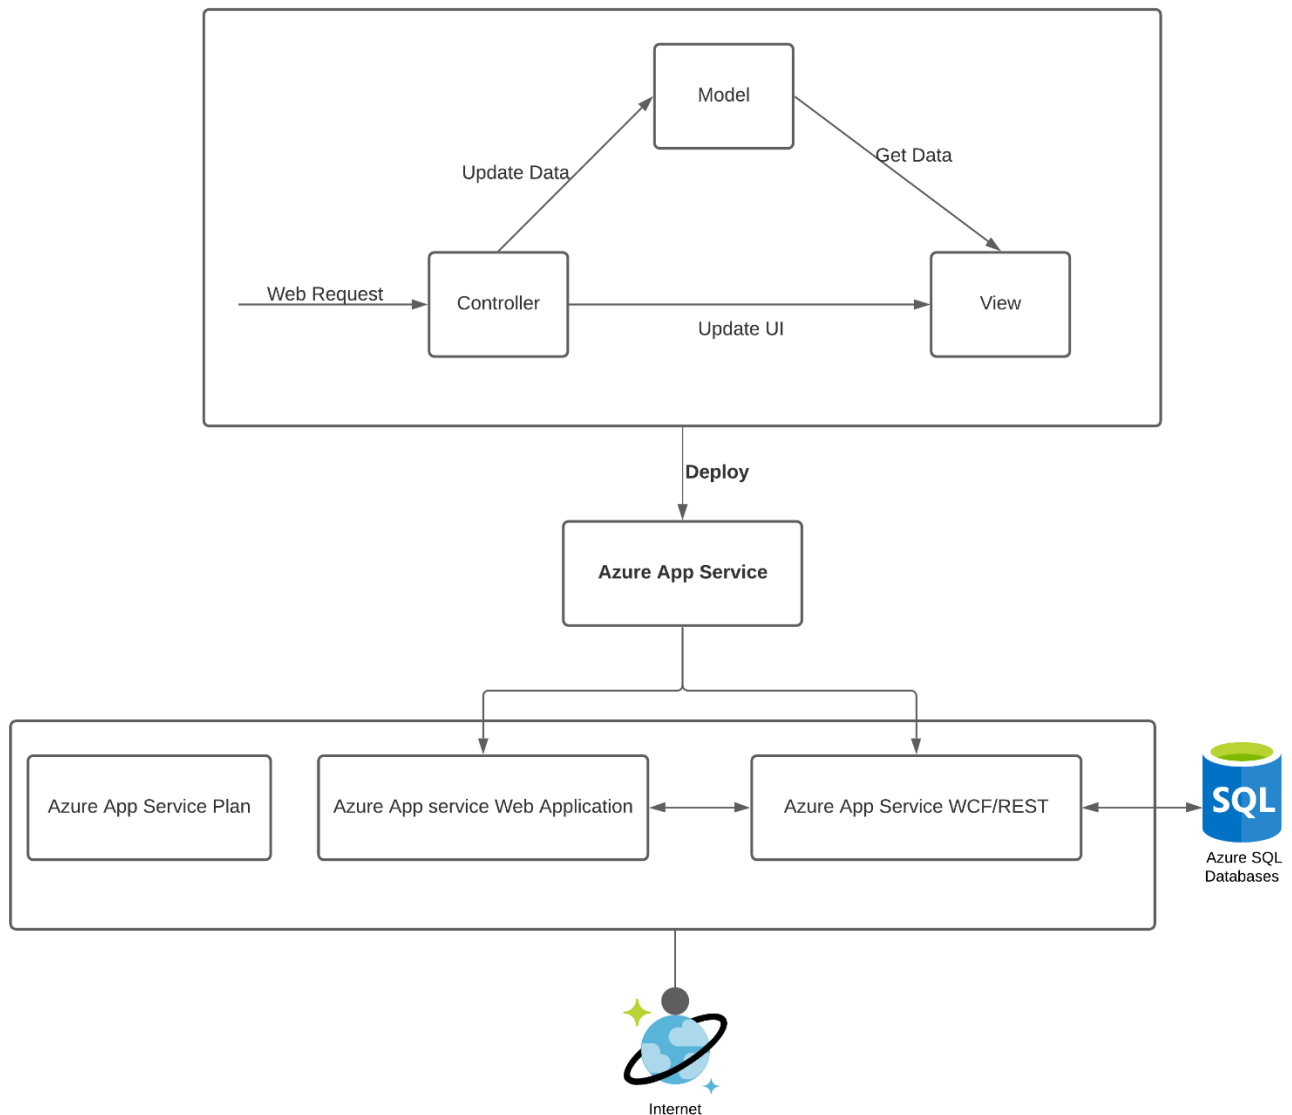 Model
Update Data
Get Data
Web Request
Controller
View
Update UI
Deploy
Azure App Service
Azure App Service Plan
Azure App service Web Application
Azure App Service WCF/REST
SQL
Azure SQL
Databases
Internet